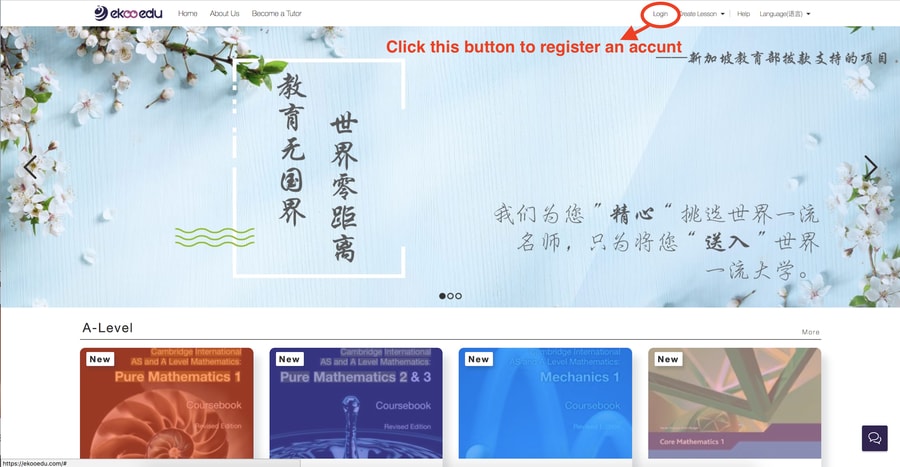 ekoo edu Home About Us Become a Tutor Login Create Lesson Help Language(语言)
Click this button to register an accunt
——新加坡教育部拨款支持的项目。
教育无国界
世界零距离
我们为您"精心"挑选世界一流
名师，只为将您"送入"世界
一流大学。
A-Level
More
New
Cambridge International
AS and A Level Mathematics:
Pure Mathematics 1
Coursebook
Revised Edition
New
Cambridge International
AS and A Level Mathematics:
Pure Mathematics 2 & 3
Coursebook
Revised Edition
New
Cambridge International
AS and A Level Mathematics:
Mechanics 1
Coursebook
Revised Edition
New
Core Mathematics 1
https://ekooedu.com/#